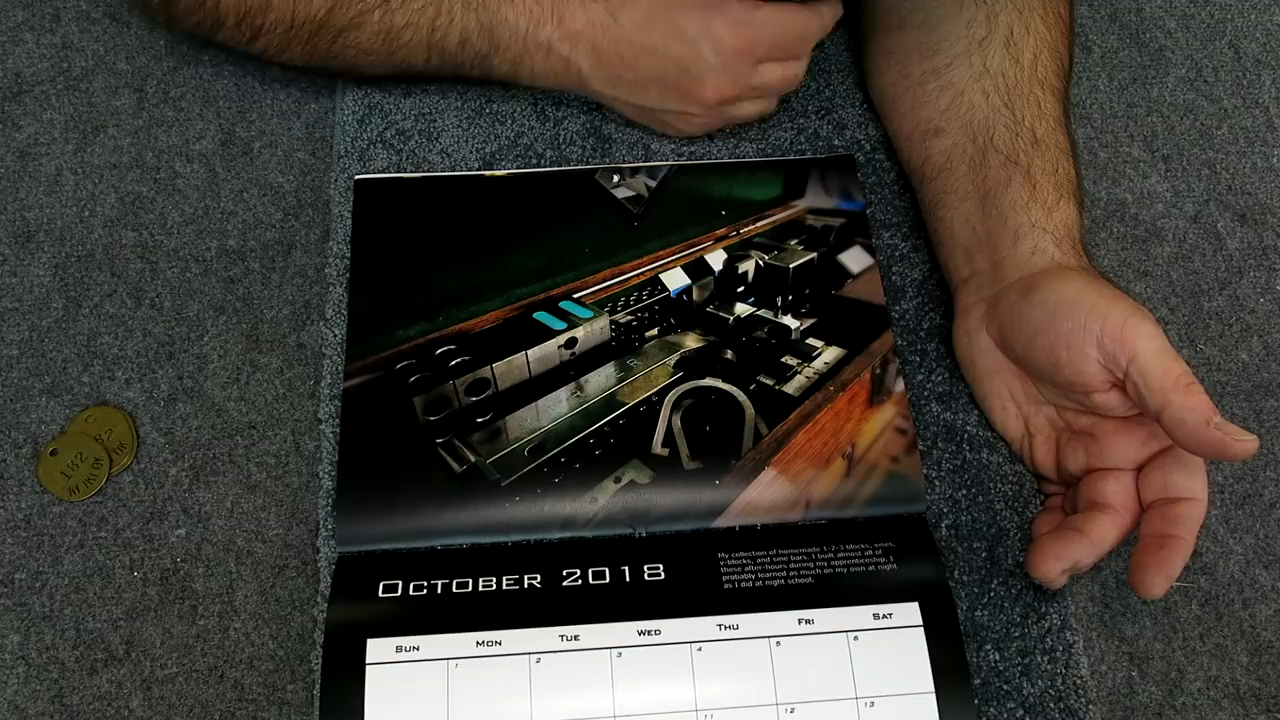 182
October 2018
My collection of homemade 1-2-3 blocks, vises,
v-blocks, and sine bars. I built almost all of
these after-hours during my apprenticeship. I
probably learned as much on my own at night
as I did at night school.
Sun Mon Tue Wed Thu Fri Sat
1 2 3 4 5 6
11 12 13